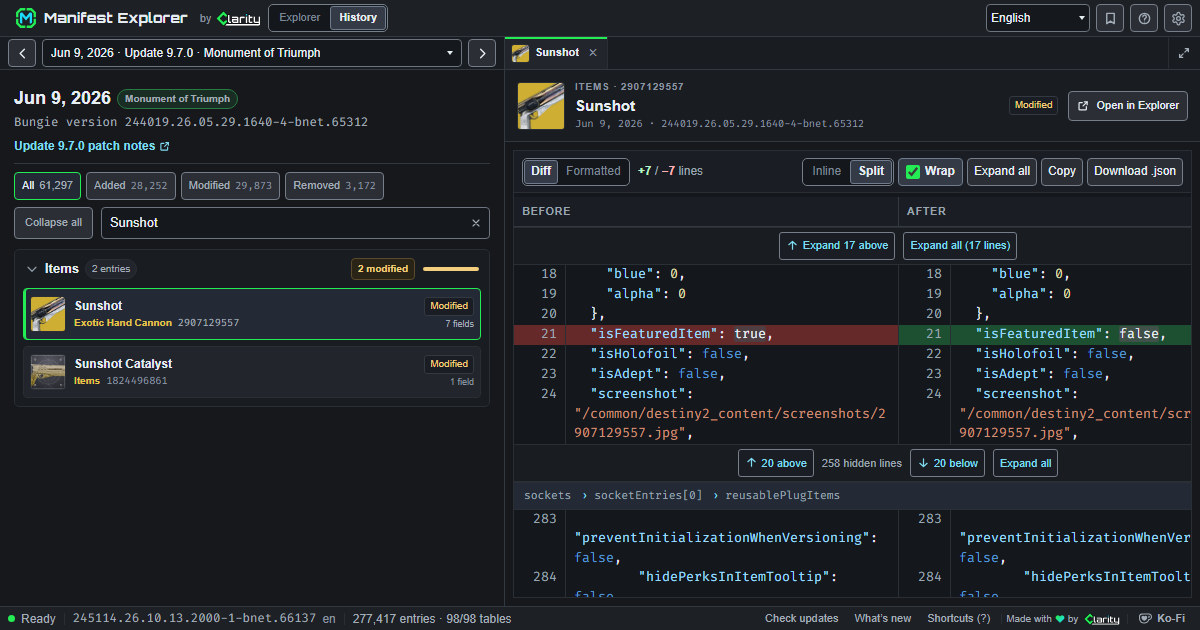 Manifest Explorer by Clarity Explorer History English
Jun 9, 2026 · Update 9.7.0 · Monument of Triumph
Jun 9, 2026 Monument of Triumph
Bungie version 244019.26.05.29.1640-4-bnet.65312
Update 9.7.0 patch notes
All 61,297 Added 28,252 Modified 29,873 Removed 3,172
Collapse all Sunshot
Items 2 entries 2 modified
Sunshot Modified
Exotic Hand Cannon 2907129557 7 fields
Sunshot Catalyst Modified
Items 1824496861 1 field
Sunshot
ITEMS · 2907129557
Sunshot
Jun 9, 2026 · 244019.26.05.29.1640-4-bnet.65312
Modified Open in Explorer
Diff Formatted +7 / −7 lines Inline Split Wrap Expand all Copy Download .json
BEFORE AFTER
↑ Expand 17 above Expand all (17 lines)
18 "blue": 0, 18 "blue": 0,
19 "alpha": 0 19 "alpha": 0
20 }, 20 },
21 "isFeaturedItem": true, 21 "isFeaturedItem": false,
22 "isHolofoil": false, 22 "isHolofoil": false,
23 "isAdept": false, 23 "isAdept": false,
24 "screenshot": 24 "screenshot":
"/common/destiny2_content/screenshots/2 "/common/destiny2_content/scr
907129557.jpg", 907129557.jpg",
↑ 20 above 258 hidden lines ↓ 20 below Expand all
sockets › socketEntries[0] › reusablePlugItems
283 283
"preventInitializationWhenVersioning": "preventInitializationWhenVer
false, false,
284 "hidePerksInItemTooltip": 284 "hidePerksInItemToolt
false false
Ready 245114.26.10.13.2000-1-bnet.66137 en 277,417 entries · 98/98 tables Check updates What's new Shortcuts (?) Made with ♥ by Clarity Ko-Fi